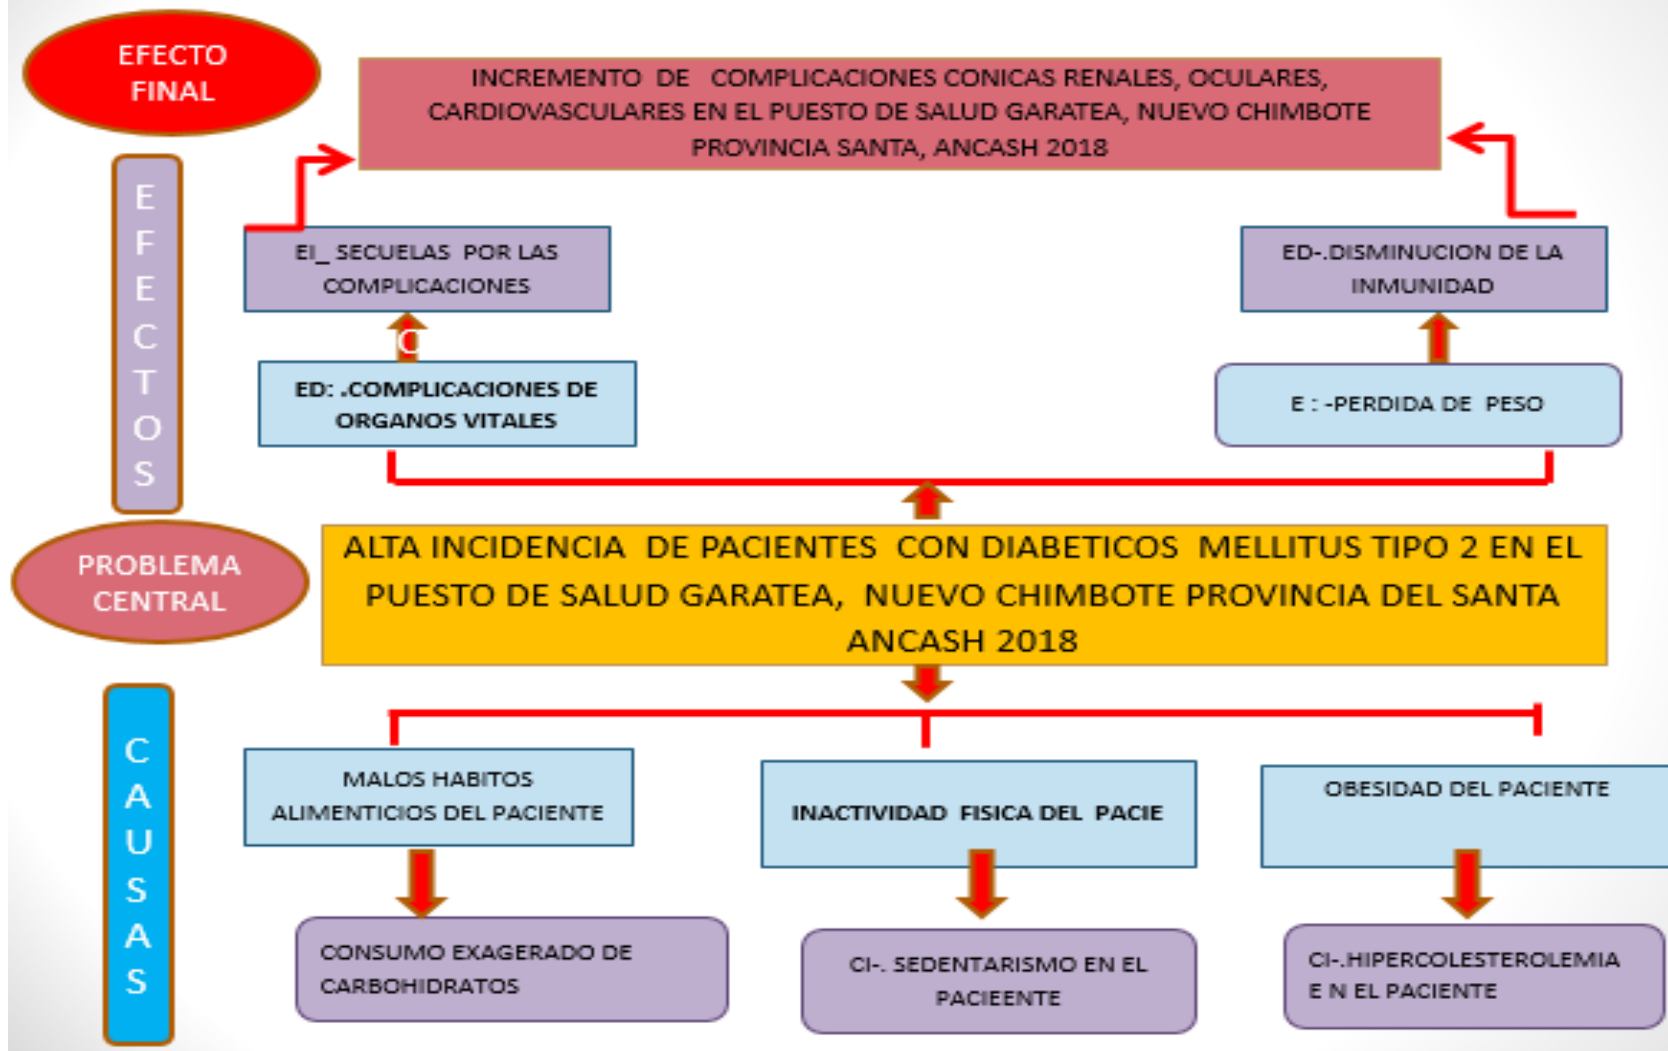 EFECTO
FINAL
INCREMENTO DE COMPLICACIONES CONICAS RENALES, OCULARES,
CARDIOVASCULARES EN EL PUESTO DE SALUD GARATEA, NUEVO CHIMBOTE
PROVINCIA SANTA, ANCASH 2018
E
F
E
C
T
O
S
EI_ SECUELAS POR LAS
COMPLICACIONES
ED-.DISMINUCION DE LA
INMUNIDAD
C
ED: .COMPLICACIONES DE
ORGANOS VITALES
E : -PERDIDA DE PESO
PROBLEMA
CENTRAL
ALTA INCIDENCIA DE PACIENTES CON DIABETICOS MELLITUS TIPO 2 EN EL
PUESTO DE SALUD GARATEA, NUEVO CHIMBOTE PROVINCIA DEL SANTA
ANCASH 2018
C
A
U
S
A
S
MALOS HABITOS
ALIMENTICIOS DEL PACIENTE
INACTIVIDAD FISICA DEL PACIE
OBESIDAD DEL PACIENTE
CONSUMO EXAGERADO DE
CARBOHIDRATOS
CI-. SEDENTARISMO EN EL
PACIEENTE
CI-.HIPERCOLESTEROLEMIA
E N EL PACIENTE